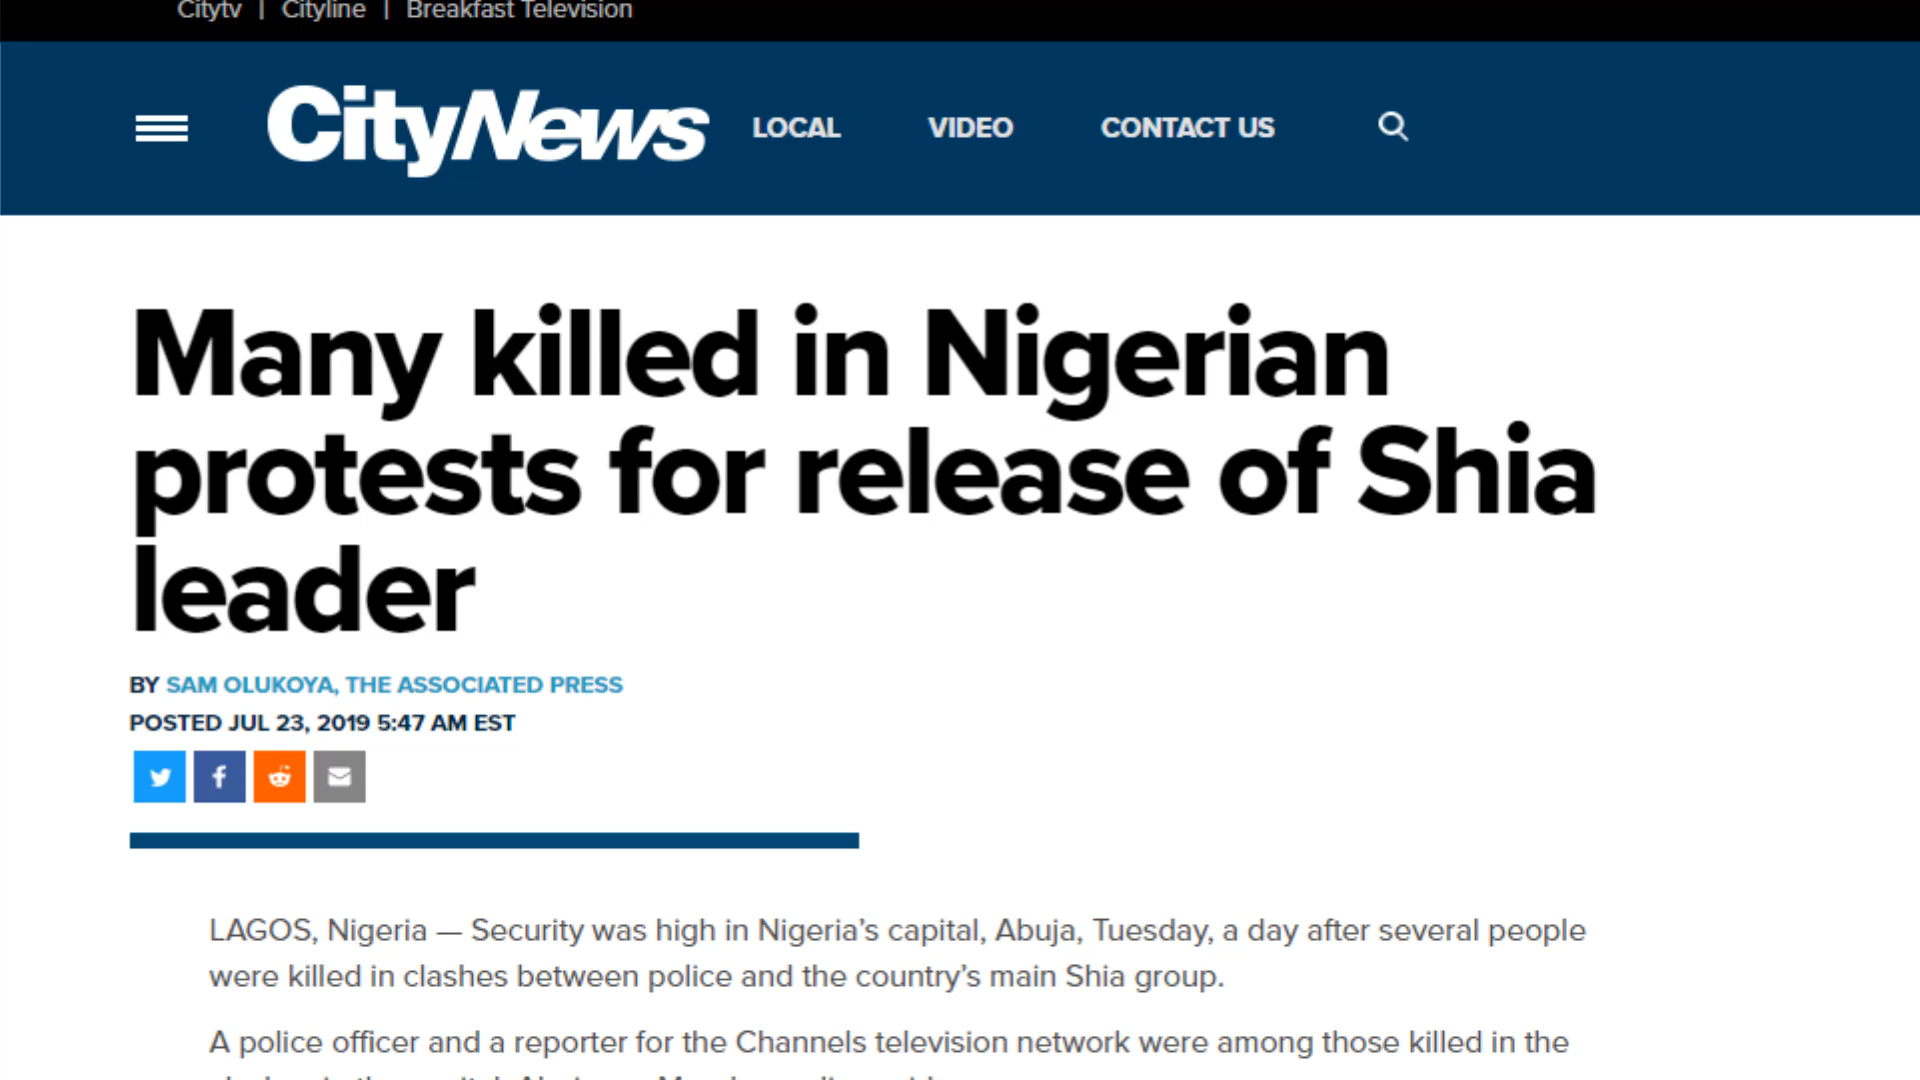 Citytv | Cityline | Breakfast Television
CityNews LOCAL VIDEO CONTACT US
Many killed in Nigerian
protests for release of Shia
leader
BY SAM OLUKOYA, THE ASSOCIATED PRESS
POSTED JUL 23, 2019 5:47 AM EST
LAGOS, Nigeria — Security was high in Nigeria’s capital, Abuja, Tuesday, a day after several people
were killed in clashes between police and the country’s main Shia group.
A police officer and a reporter for the Channels television network were among those killed in the